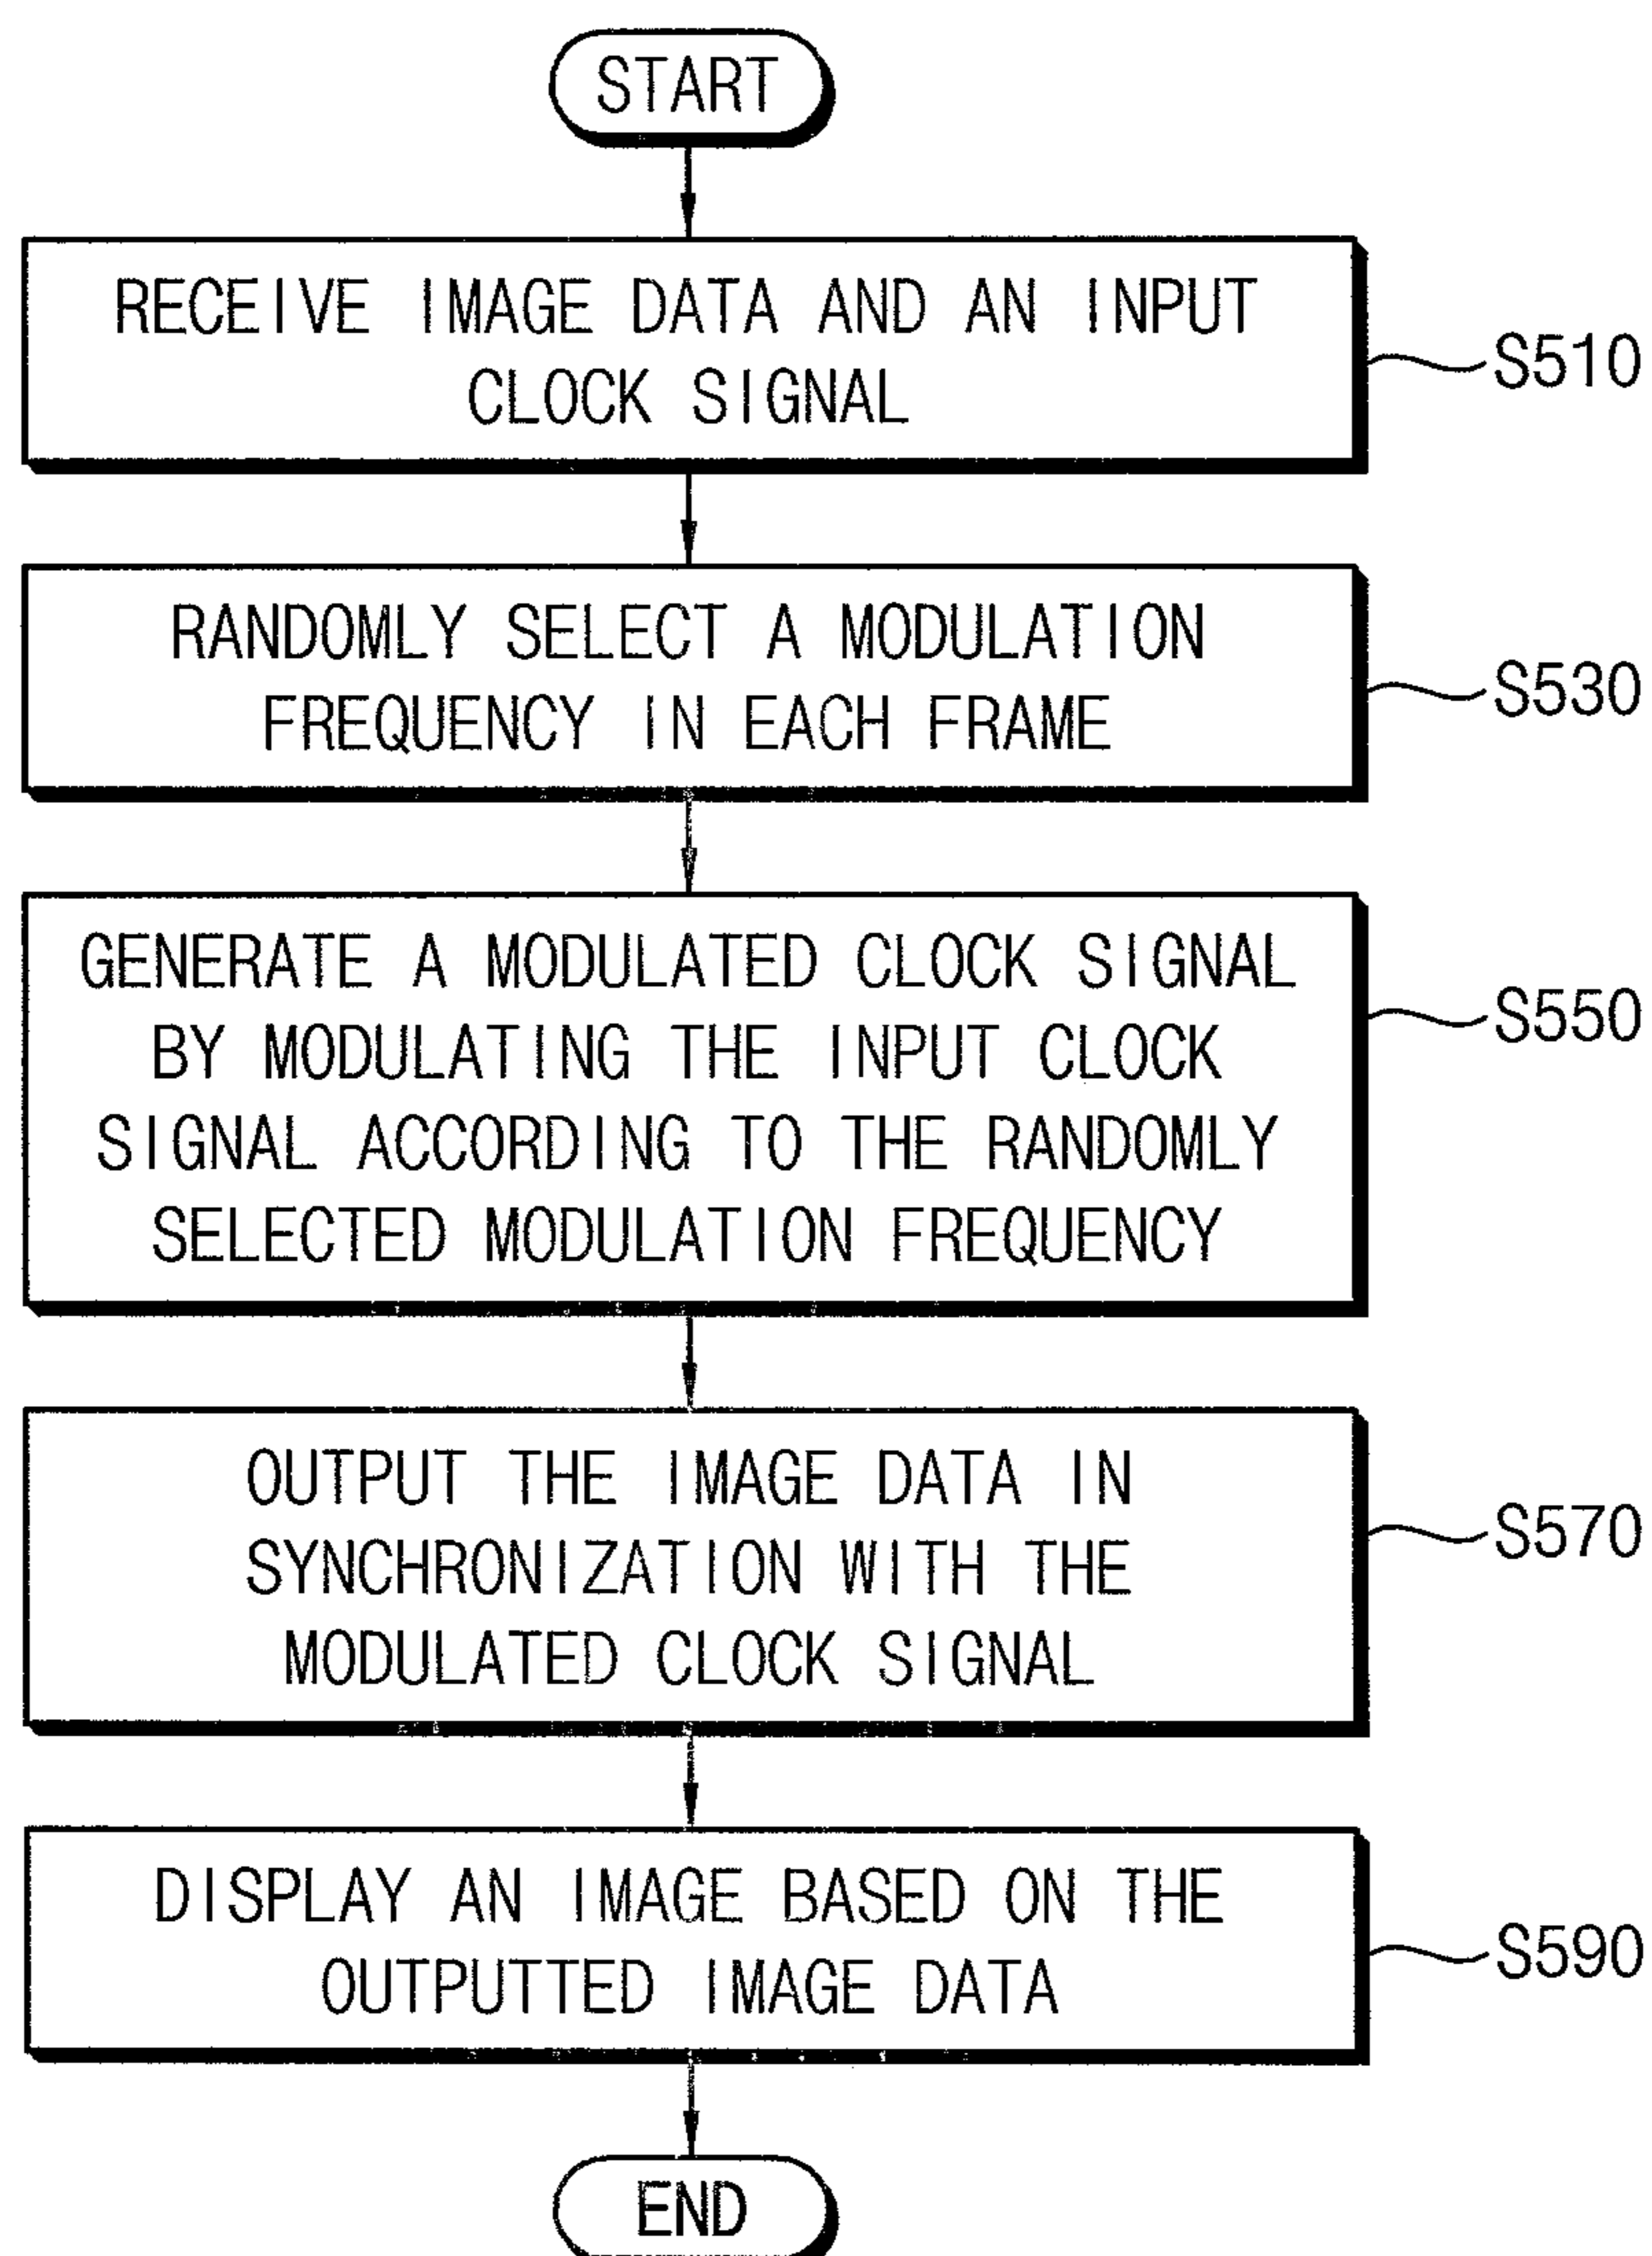 START
RECEIVE IMAGE DATA AND AN INPUT
CLOCK SIGNAL
S510
RANDOMLY SELECT A MODULATION
FREQUENCY IN EACH FRAME
S530
GENERATE A MODULATED CLOCK SIGNAL
BY MODULATING THE INPUT CLOCK
SIGNAL ACCORDING TO THE RANDOMLY
SELECTED MODULATION FREQUENCY
S550
OUTPUT THE IMAGE DATA IN
SYNCHRONIZATION WITH THE
MODULATED CLOCK SIGNAL
S570
DISPLAY AN IMAGE BASED ON THE
OUTPUTTED IMAGE DATA
S590
END